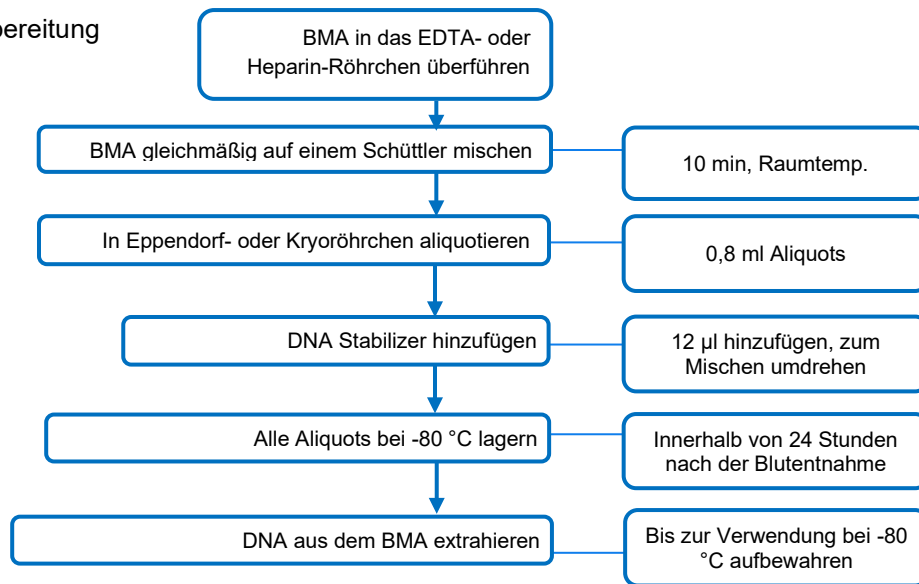 bereitung
BMA in das EDTA- oder
Heparin-Röhrchen überführen
BMA gleichmäßig auf einem Schüttler mischen
10 min, Raumtemp.
In Eppendorf- oder Kryoröhrchen aliquotieren
0,8 ml Aliquots
DNA Stabilizer hinzufügen
12 µl hinzufügen, zum
Mischen umdrehen
Alle Aliquots bei -80 °C lagern
Innerhalb von 24 Stunden
nach der Blutentnahme
DNA aus dem BMA extrahieren
Bis zur Verwendung bei -80
°C aufbewahren